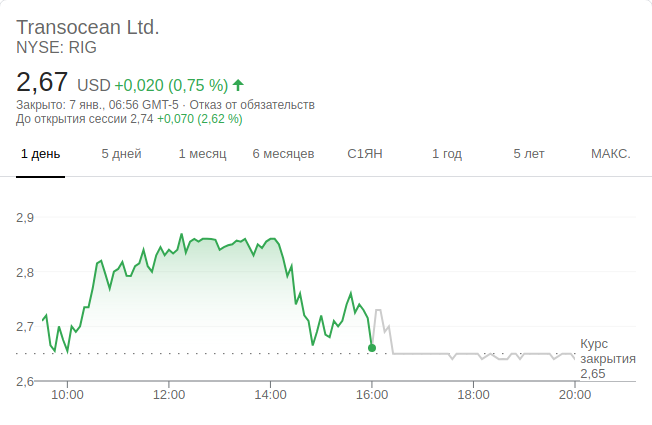 Transocean Ltd.
NYSE: RIG
2,67 USD +0,020 (0,75 %)
Закрыто: 7 янв., 06:56 GMT-5 · Отказ от обязательств
До открытия сессии 2,74 +0,070 (2,62 %)
1 день 5 дней 1 месяц 6 месяцев С1ЯН 1 год 5 лет МАКС.
2,9
2,8
2,7
2,6
Курс
закрытия
2,65
10:00 12:00 14:00 16:00 18:00 20:00